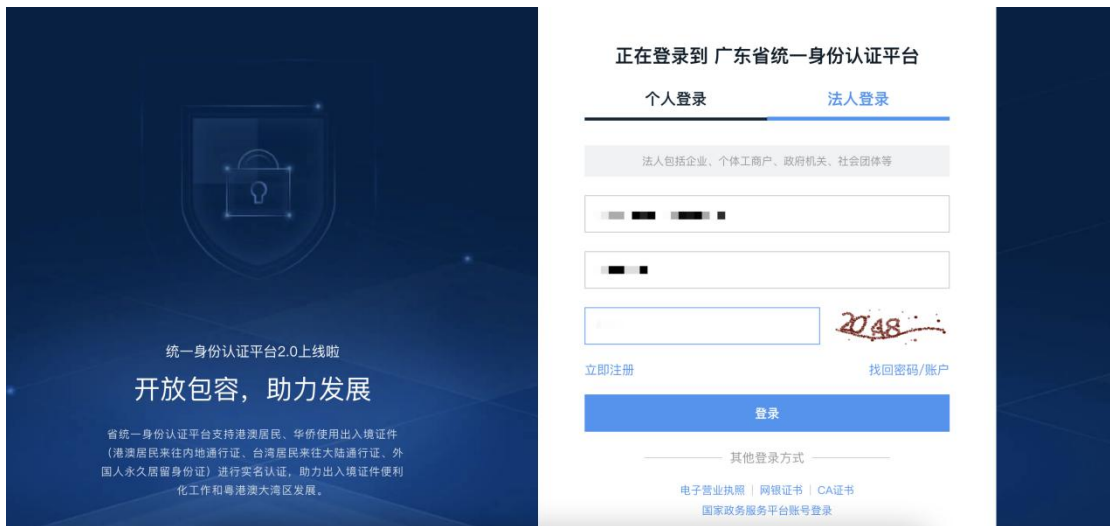 统一身份认证平台2.0上线啦
开放包容，助力发展
省统一身份认证平台支持港澳居民、华侨使用出入境证件
（港澳居民来往内地通行证、台湾居民来往大陆通行证、外
国人永久居留身份证）进行实名认证，助力出入境证件便利
化工作和粤港澳大湾区发展。
正在登录到 广东省统一身份认证平台
个人登录 法人登录
法人包括企业、个体工商户、政府机关、社会团体等
2048
立即注册 找回密码/账户
登录
其他登录方式
电子营业执照 | 网银证书 | CA证书
国家政务服务平台账号登录